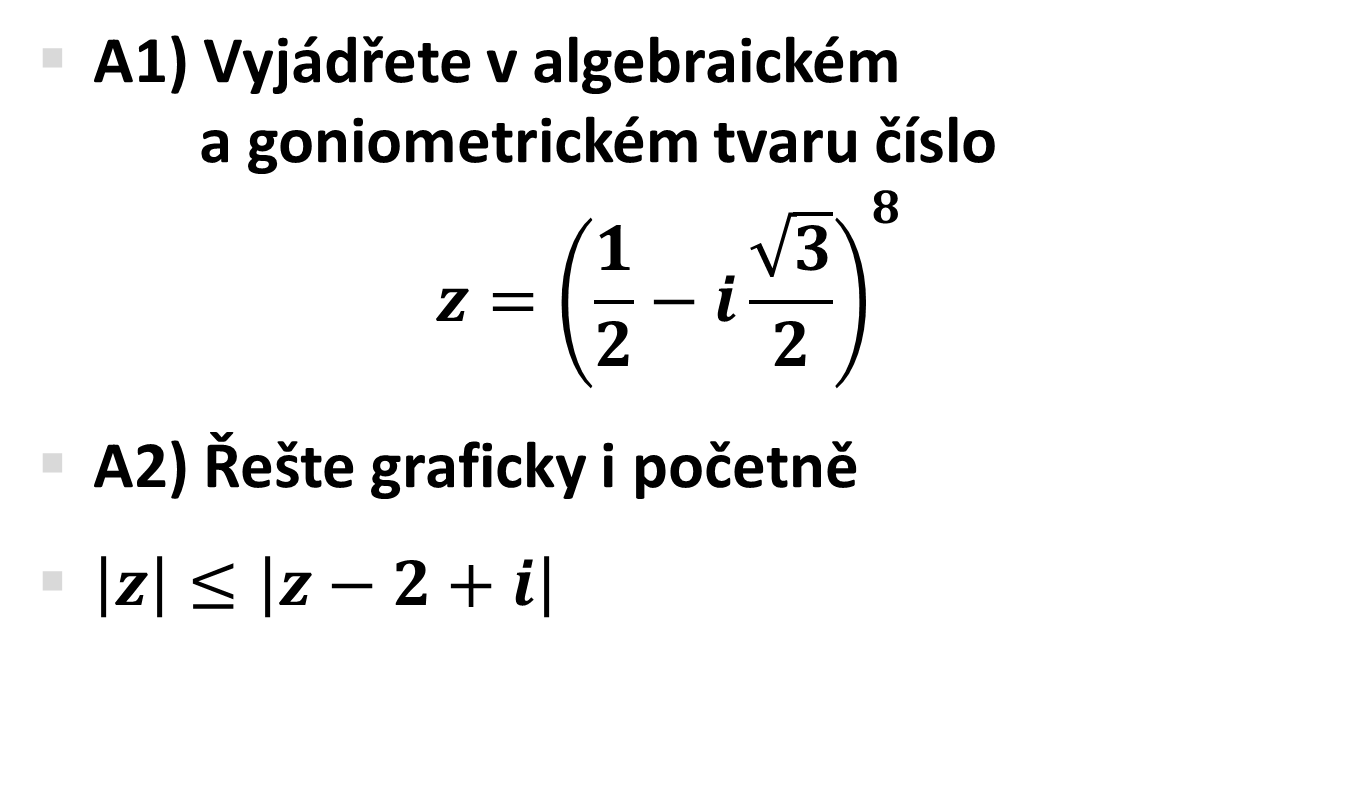 A1) Vyjádřete v algebraickém
a goniometrickém tvaru číslo
z = (1/2 − i √3/2)^8
A2) Řešte graficky i početně
|z| ≤ |z − 2 + i|